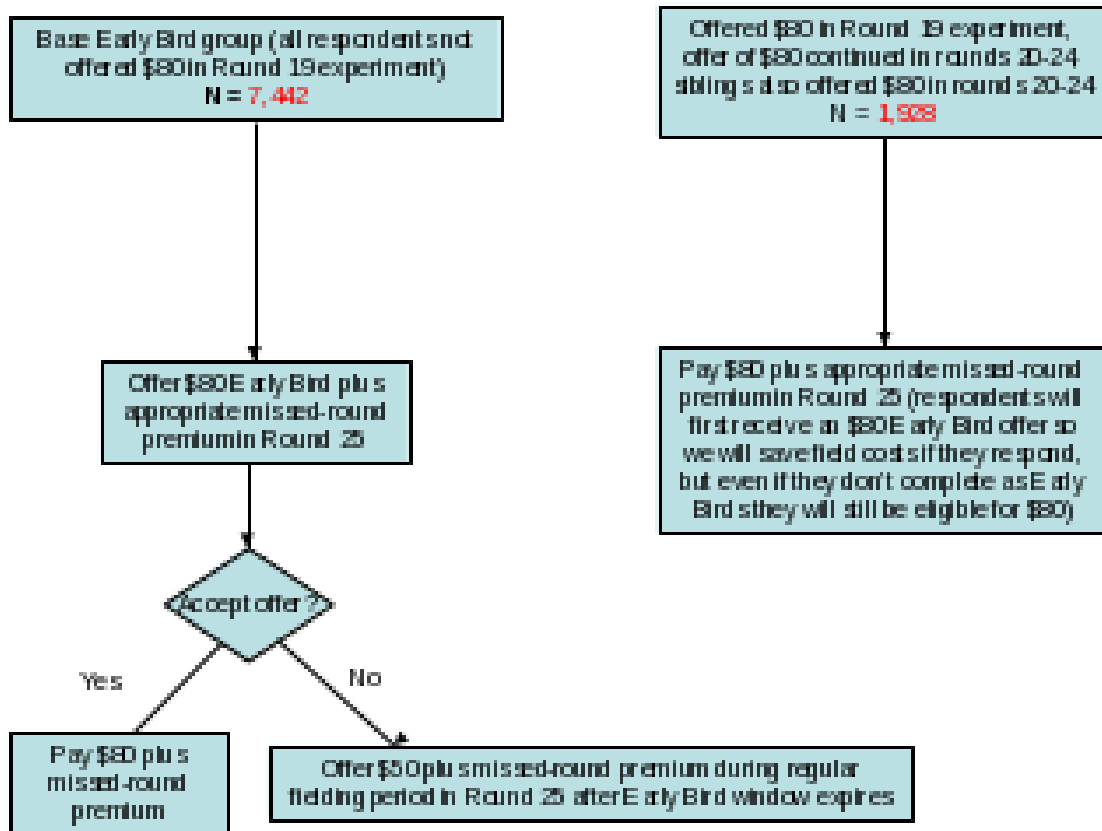 Base Early Bird group (all respondents not
offered $80 in Round 19 experiment)
N = 7,442
Offered $80 in Round 19 experiment,
offer of $80 continued in rounds 20-24,
siblings also offered $80 in rounds 20-24
N = 1,928
Offer $80 Early Bird plus
appropriate missed-round
premium in Round 25
Pay $80 plus appropriate missed-round
premium in Round 25 (respondents will
first receive an $80 Early Bird offer so
we will save field costs if they respond,
but even if they don't complete as Early
Birds they will still be eligible for $80)
Accept offer?
Yes
No
Pay $80 plus
missed-round
premium
Offer $50 plus missed-round premium during regular
fielding period in Round 25 after Early Bird window expires